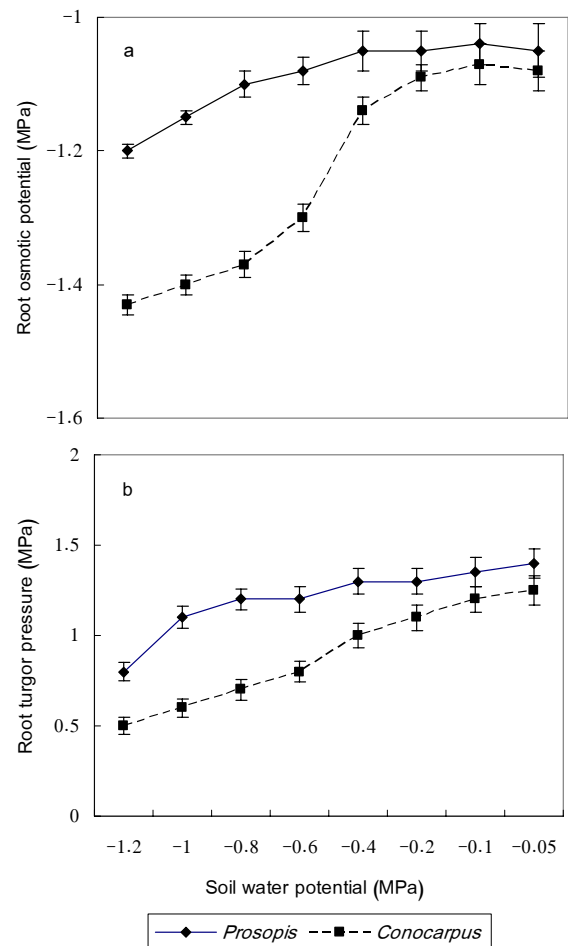 -1
a
-1.2
-1.4
-1.6
Root osmotic potential (MPa)
2
b
1.5
1
0.5
0
Root turgor pressure (MPa)
-1.2 -1 -0.8 -0.6 -0.4 -0.2 -0.1 -0.05
Soil water potential (MPa)
Prosopis Conocarpus